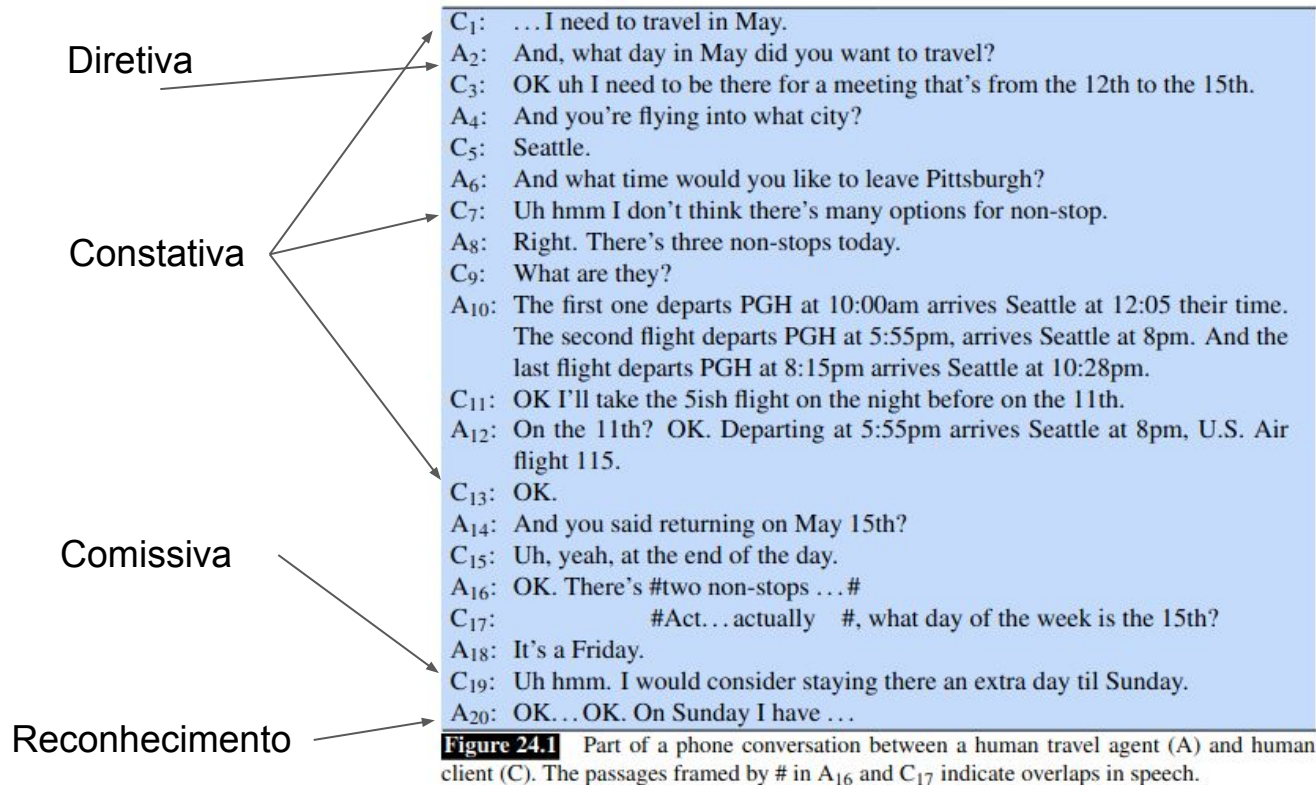 Diretiva
Constativa
Comissiva
Reconhecimento
C1: …I need to travel in May.
A2: And, what day in May did you want to travel?
C3: OK uh I need to be there for a meeting that's from the 12th to the 15th.
A4: And you're flying into what city?
C5: Seattle.
A6: And what time would you like to leave Pittsburgh?
C7: Uh hmm I don't think there's many options for non-stop.
A8: Right. There's three non-stops today.
C9: What are they?
A10: The first one departs PGH at 10:00am arrives Seattle at 12:05 their time.
The second flight departs PGH at 5:55pm, arrives Seattle at 8pm. And the
last flight departs PGH at 8:15pm arrives Seattle at 10:28pm.
C11: OK I'll take the 5ish flight on the night before on the 11th.
A12: On the 11th? OK. Departing at 5:55pm arrives Seattle at 8pm, U.S. Air
flight 115.
C13: OK.
A14: And you said returning on May 15th?
C15: Uh, yeah, at the end of the day.
A16: OK. There's #two non-stops …#
C17: #Act…actually #, what day of the week is the 15th?
A18: It's a Friday.
C19: Uh hmm. I would consider staying there an extra day til Sunday.
A20: OK…OK. On Sunday I have …
Figure 24.1 Part of a phone conversation between a human travel agent (A) and human
client (C). The passages framed by # in A16 and C17 indicate overlaps in speech.